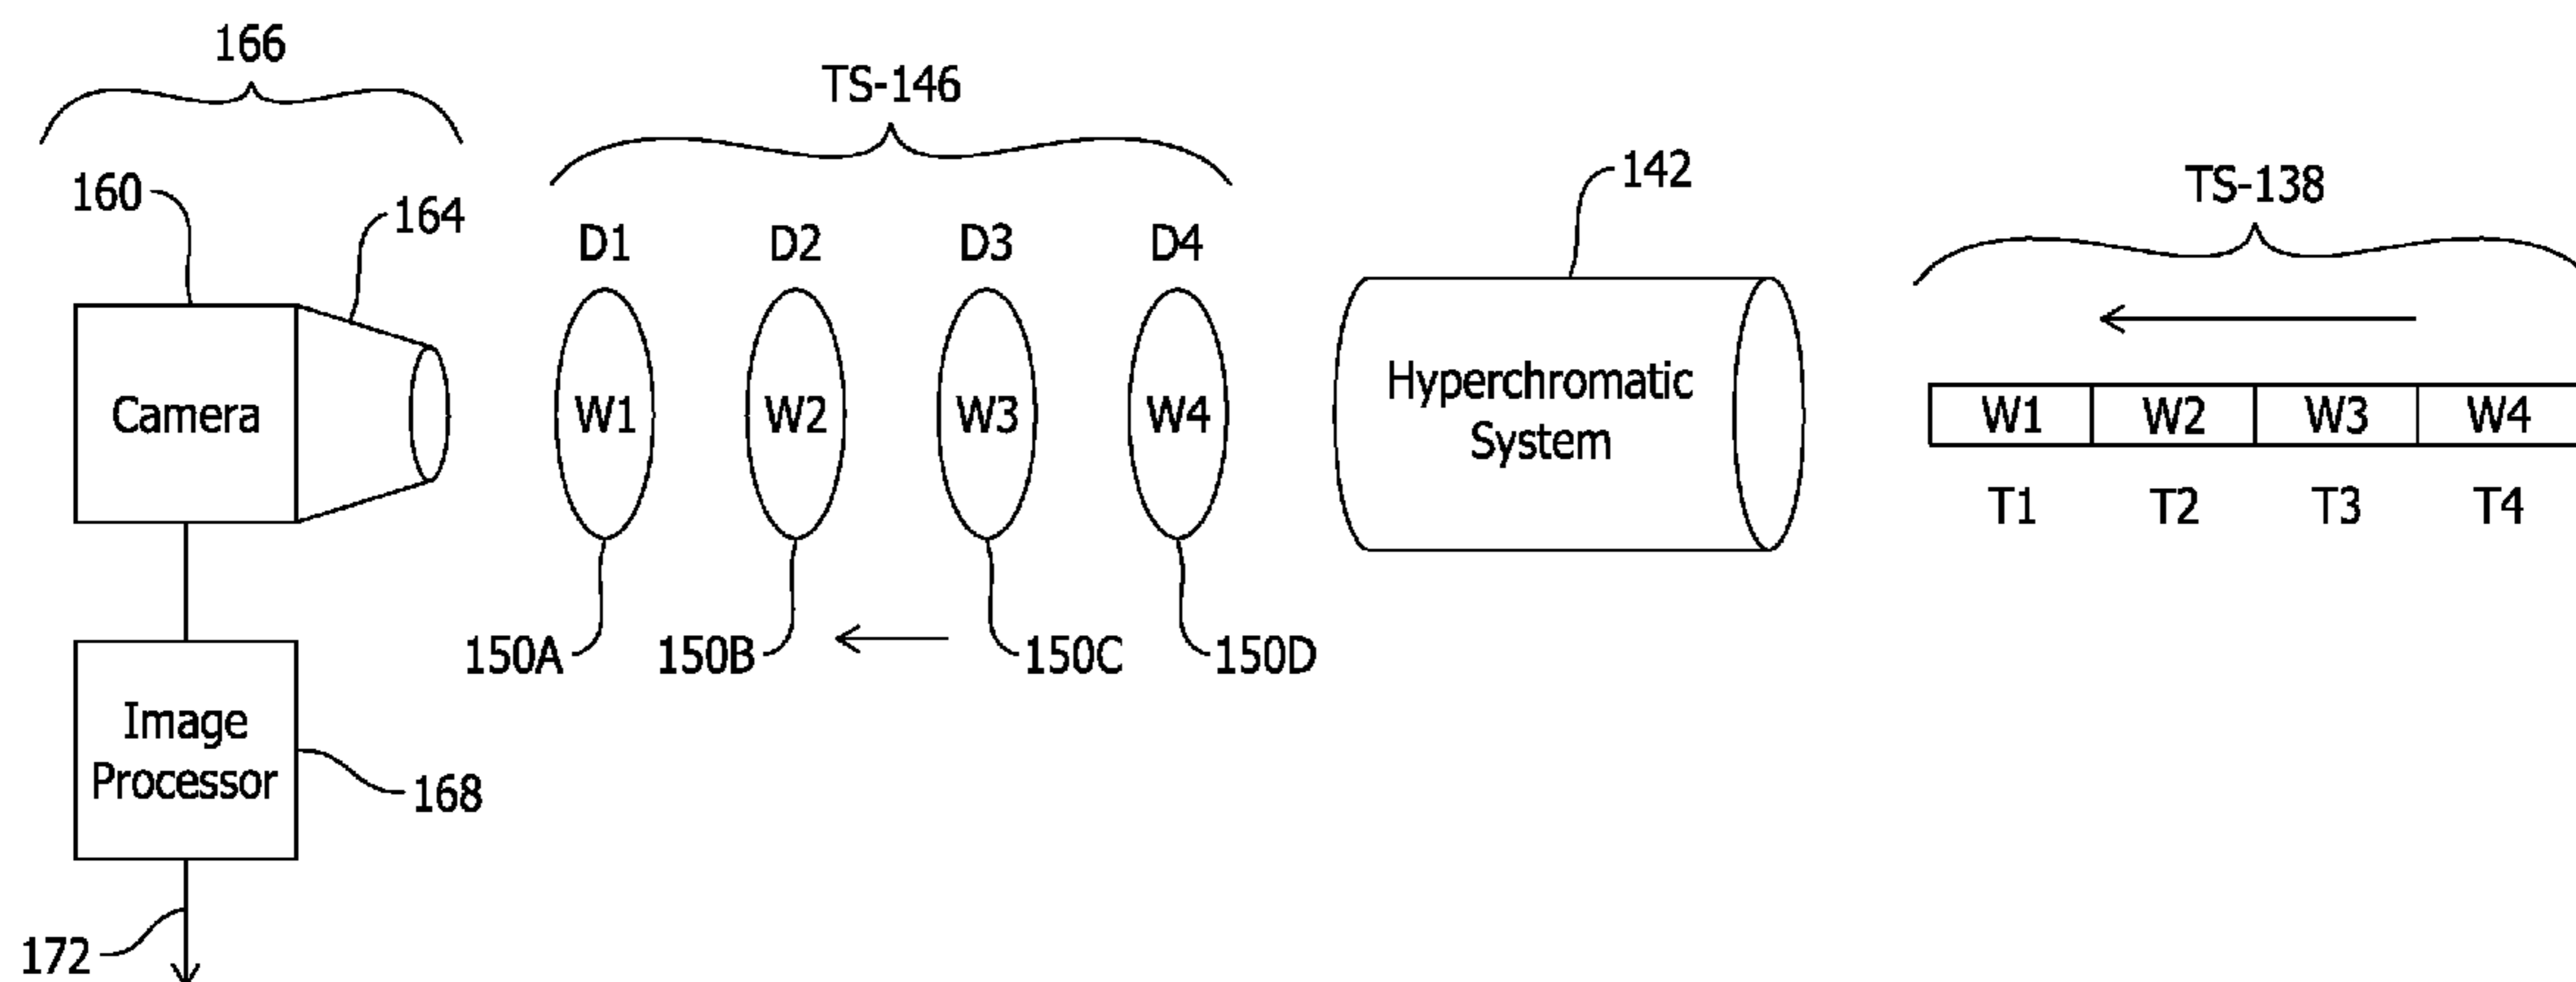 166
TS-146
160
164
142
TS-138
D1 D2 D3 D4
Camera
W1 W2 W3 W4
Hyperchromatic
System
W1 W2 W3 W4
T1 T2 T3 T4
150A 150B 150C 150D
Image
Processor
168
172